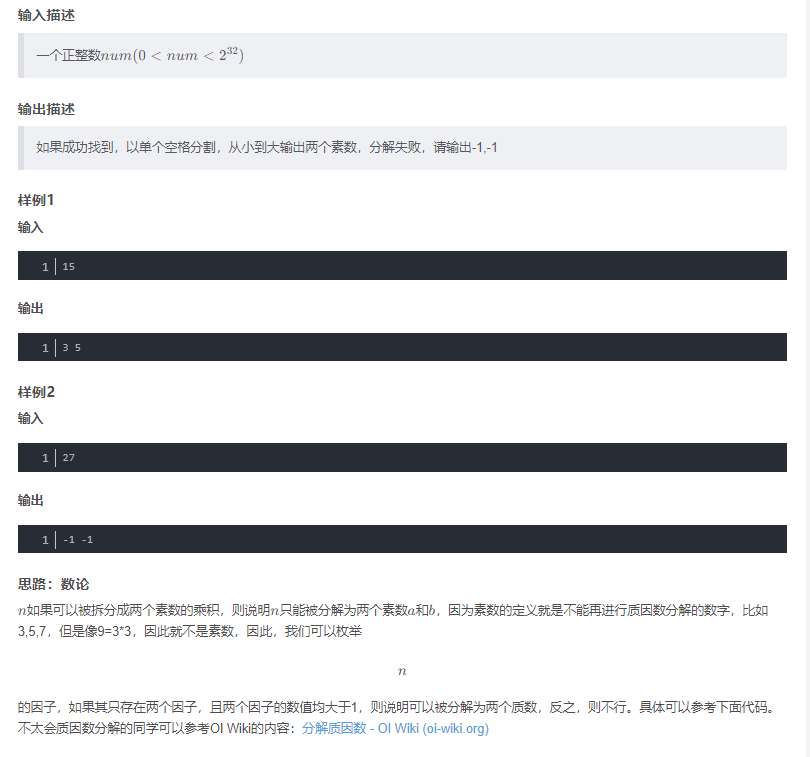 输入描述
一个正整数num(0 < num < 2^32)
输出描述
如果成功找到，以单个空格分割，从小到大输出两个素数，分解失败，请输出-1,-1
样例1
输入
1 15
输出
1 3 5
样例2
输入
1 27
输出
1 -1 -1
思路：数论
n如果可以被拆分成两个素数的乘积，则说明n只能被分解为两个素数a和b，因为素数的定义就是不能再进行质因数分解的数字，比如
3,5,7，但是像9=3*3，因此就不是素数，因此，我们可以枚举
n
的因子，如果其只存在两个因子，且两个因子的数值均大于1，则说明可以被分解为两个质数，反之，则不行。具体可以参考下面代码。
不太会质因数分解的同学可以参考OI Wiki的内容：分解质因数 - OI Wiki (oi-wiki.org)